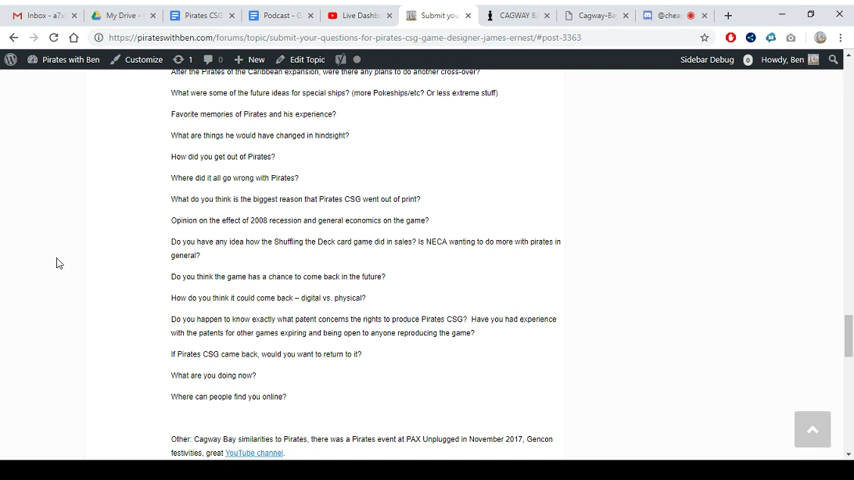 Inbox - a7x
My Drive -
Pirates CSG
Podcast - G
Live Dashb
Submit you
CAGWAY B
Cagway-Ba
@chea
https://pirateswithben.com/forums/topic/submit-your-questions-for-pirates-csg-game-designer-james-ernest/#post-3363
Pirates with Ben Customize 1 1 New Edit Topic Sidebar Debug 0 Howdy, Ben
After the Pirates of the Caribbean expansion, were there any plans to do another cross-over?
What were some of the future ideas for special ships? (more Pokeships/etc? Or less extreme stuff)
Favorite memories of Pirates and his experience?
What are things he would have changed in hindsight?
How did you get out of Pirates?
Where did it all go wrong with Pirates?
What do you think is the biggest reason that Pirates CSG went out of print?
Opinion on the effect of 2008 recession and general economics on the game?
Do you have any idea how the Shuffling the Deck card game did in sales? Is NECA wanting to do more with pirates in
general?
Do you think the game has a chance to come back in the future?
How do you think it could come back – digital vs. physical?
Do you happen to know exactly what patent concerns the rights to produce Pirates CSG? Have you had experience
with the patents for other games expiring and being open to anyone reproducing the game?
If Pirates CSG came back, would you want to return to it?
What are you doing now?
Where can people find you online?
Other: Cagway Bay similarities to Pirates, there was a Pirates event at PAX Unplugged in November 2017, Gencon
festivities, great YouTube channel.